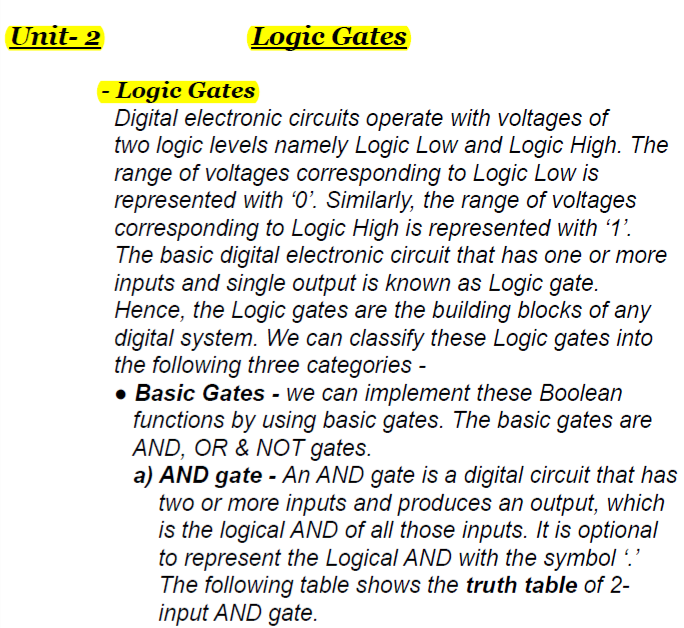 Unit- 2 Logic Gates
- Logic Gates
Digital electronic circuits operate with voltages of
two logic levels namely Logic Low and Logic High. The
range of voltages corresponding to Logic Low is
represented with ‘0’. Similarly, the range of voltages
corresponding to Logic High is represented with ‘1’.
The basic digital electronic circuit that has one or more
inputs and single output is known as Logic gate.
Hence, the Logic gates are the building blocks of any
digital system. We can classify these Logic gates into
the following three categories -
● Basic Gates - we can implement these Boolean
functions by using basic gates. The basic gates are
AND, OR & NOT gates.
a) AND gate - An AND gate is a digital circuit that has
two or more inputs and produces an output, which
is the logical AND of all those inputs. It is optional
to represent the Logical AND with the symbol ‘.’
The following table shows the truth table of 2-
input AND gate.